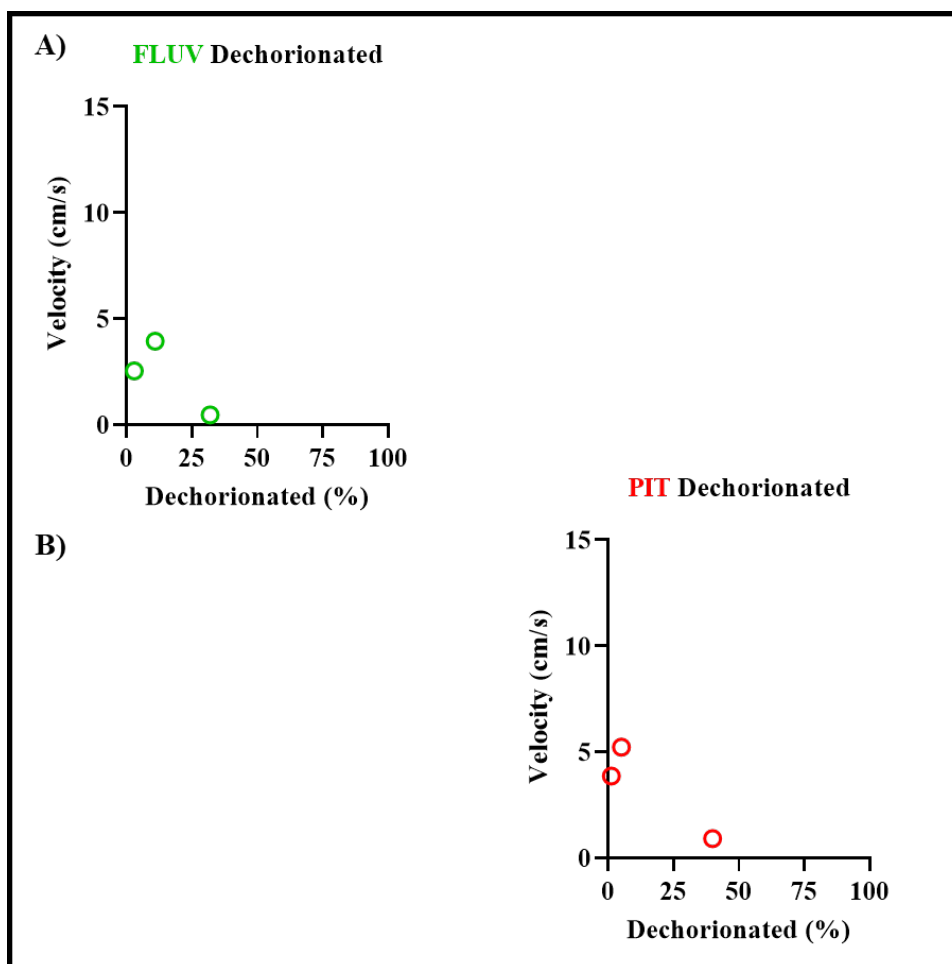 A)
FLUV Dechorionated
15
10
5
0
Velocity (cm/s)
0 25 50 75 100
Dechorionated (%)
B)
PIT Dechorionated
15
10
5
0
Velocity (cm/s)
0 25 50 75 100
Dechorionated (%)